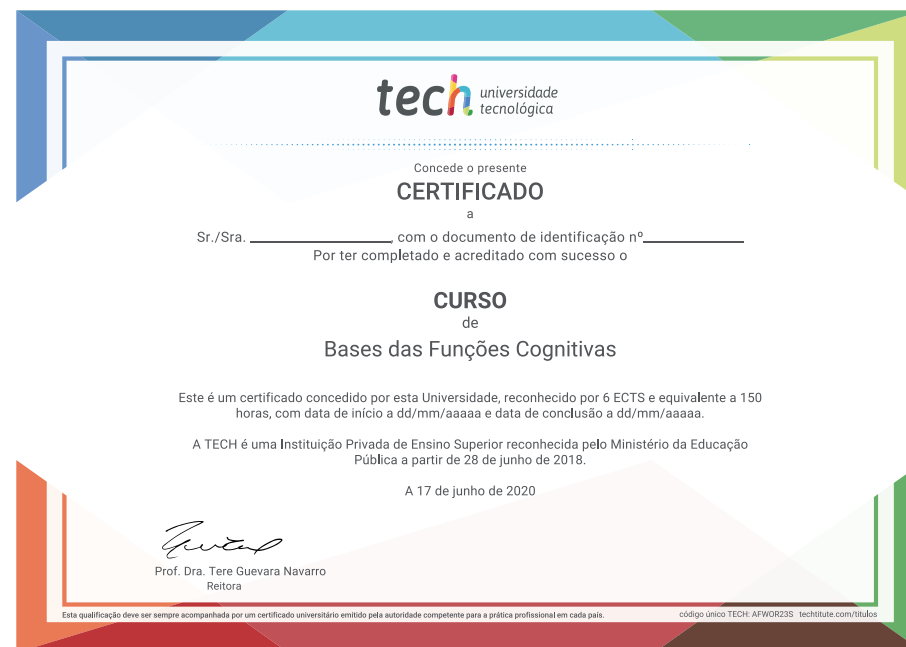 tech universidade
tecnológica
Concede o presente
CERTIFICADO
a
Sr./Sra. ____________________, com o documento de identificação nº______________
Por ter completado e acreditado com sucesso o
CURSO
de
Bases das Funções Cognitivas
Este é um certificado concedido por esta Universidade, reconhecido por 6 ECTS e equivalente a 150
horas, com data de início a dd/mm/aaaaa e data de conclusão a dd/mm/aaaaa.
A TECH é uma Instituição Privada de Ensino Superior reconhecida pelo Ministério da Educação
Pública a partir de 28 de junho de 2018.
A 17 de junho de 2020
Prof. Dra. Tere Guevara Navarro
Reitora
Esta qualificação deve ser sempre acompanhada por um certificado universitário emitido pela autoridade competente para a prática profissional em cada país.
código único TECH: AFWOR23S techtitute.com/titulos